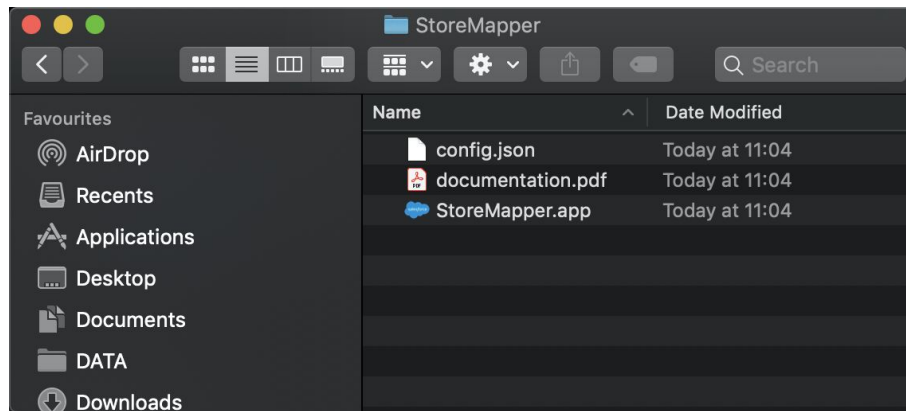 StoreMapper
Search
Favourites
AirDrop
Recents
Applications
Desktop
Documents
DATA
Downloads
Name Date Modified
config.json Today at 11:04
documentation.pdf Today at 11:04
StoreMapper.app Today at 11:04